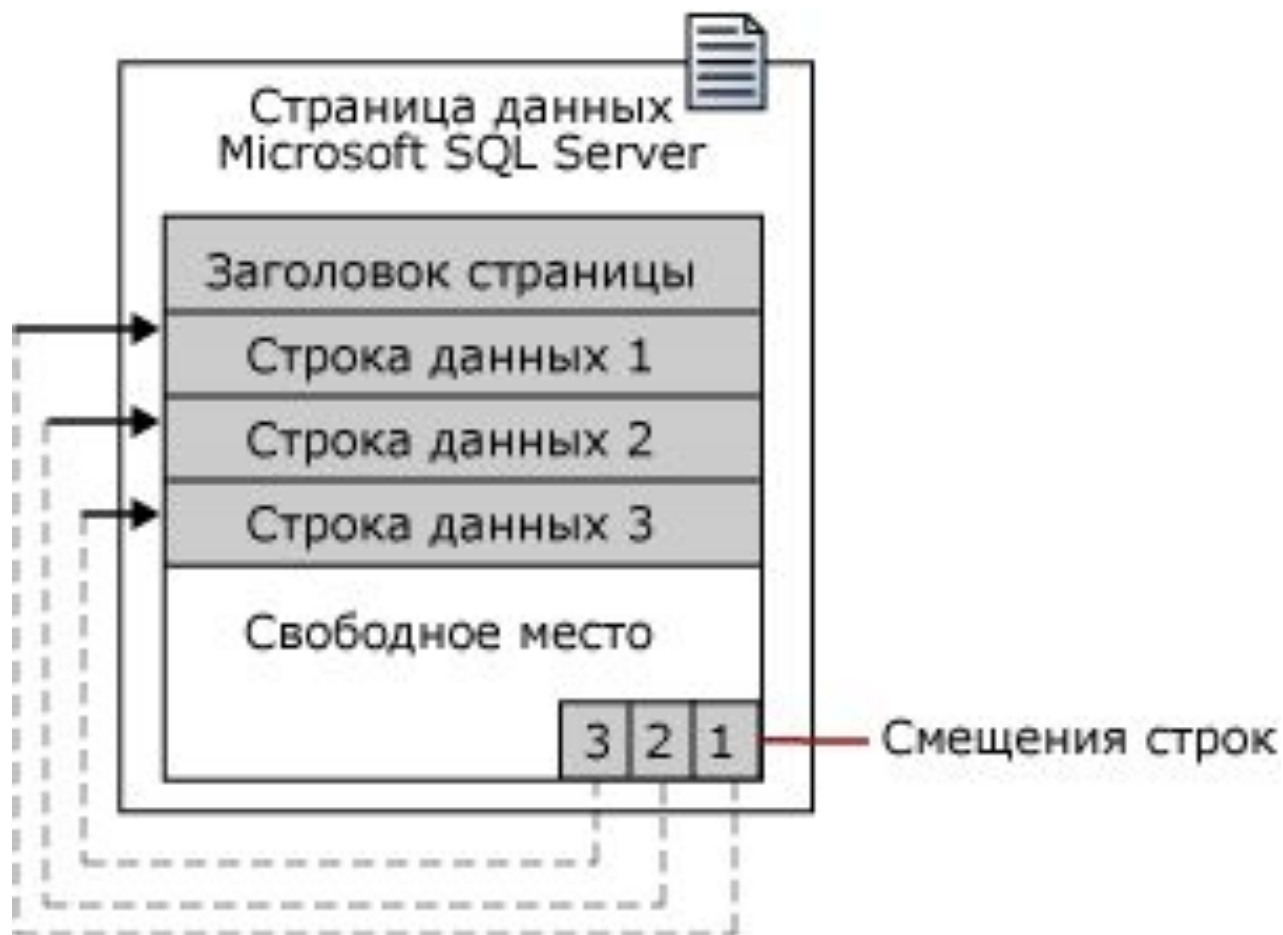 Страница данных
Microsoft SQL Server
Заголовок страницы
Строка данных 1
Строка данных 2
Строка данных 3
Свободное место
3 2 1
Смещения строк